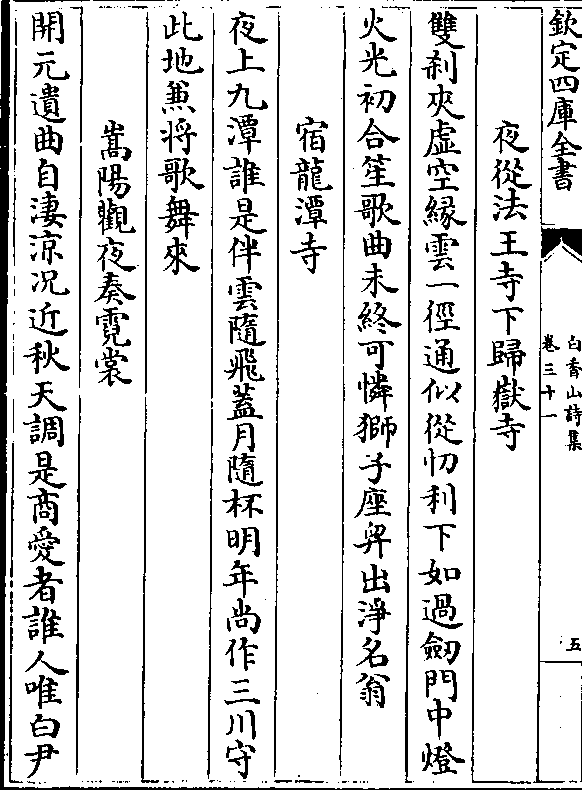 欽定四庫全書
白香山詩集
卷三十一
五
夜從法王寺下歸嶽寺
雙刹夾虛空緣雲一徑通似從忉利下如過劒門中燈
火光初合笙歌曲未終可憐獅子座舁出淨名翁
宿龍潭寺
夜上九潭誰是伴雲隨飛蓋月隨杯明年尚作三川守
此地兼将歌舞來
嵩陽觀夜奏霓裳
開元遺曲自淒涼况近秋天調是商愛者誰人唯白尹